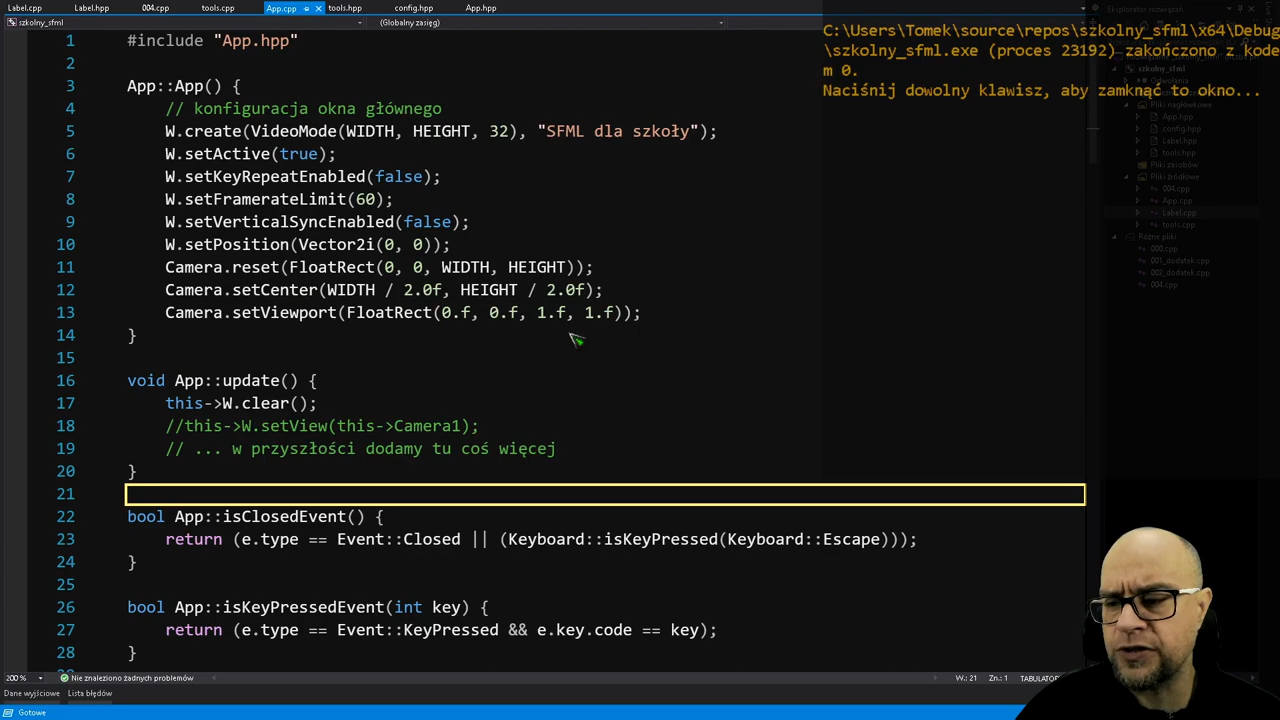 Label.cpp
Label.hpp
004.cpp
tools.cpp
App.cpp
tools.hpp
config.hpp
App.hpp
szkolny_sfml
(Globalny zasięg)
1 #include "App.hpp"
2
3 App::App() {
4 // konfiguracja okna głównego
5 W.create(VideoMode(WIDTH, HEIGHT, 32), "SFML dla szkoły");
6 W.setActive(true);
7 W.setKeyRepeatEnabled(false);
8 W.setFramerateLimit(60);
9 W.setVerticalSyncEnabled(false);
10 W.setPosition(Vector2i(0, 0));
11 Camera.reset(FloatRect(0, 0, WIDTH, HEIGHT));
12 Camera.setCenter(WIDTH / 2.0f, HEIGHT / 2.0f);
13 Camera.setViewport(FloatRect(0.f, 0.f, 1.f, 1.f));
14 }
15
16 void App::update() {
17 this->W.clear();
18 //this->W.setView(this->Camera1);
19 // ... w przyszłości dodamy tu coś więcej
20 }
21
22 bool App::isClosedEvent() {
23 return (e.type == Event::Closed || (Keyboard::isKeyPressed(Keyboard::Escape)));
24 }
25
26 bool App::isKeyPressedEvent(int key) {
27 return (e.type == Event::KeyPressed && e.key.code == key);
28 }
C:\Users\Tomek\source\repos\szkolny_sfml\x64\Debug
\szkolny_sfml.exe (proces 23192) zakończono z kode
m 0.
Naciśnij dowolny klawisz, aby zamknąć to okno...
Eksplorator rozwiązań
szkolny_sfml
Odwołania
Pliki nagłówkowe
App.hpp
config.hpp
Label.hpp
tools.hpp
Pliki zasobów
Pliki źródłowe
004.cpp
App.cpp
Label.cpp
tools.cpp
Różne pliki
000.cpp
001_dodatek.cpp
002_dodatek.cpp
004.cpp
200 %
Nie znaleziono żadnych problemów
W.: 21
Zn.: 1
Dane wyjściowe
Lista błędów
Gotowe